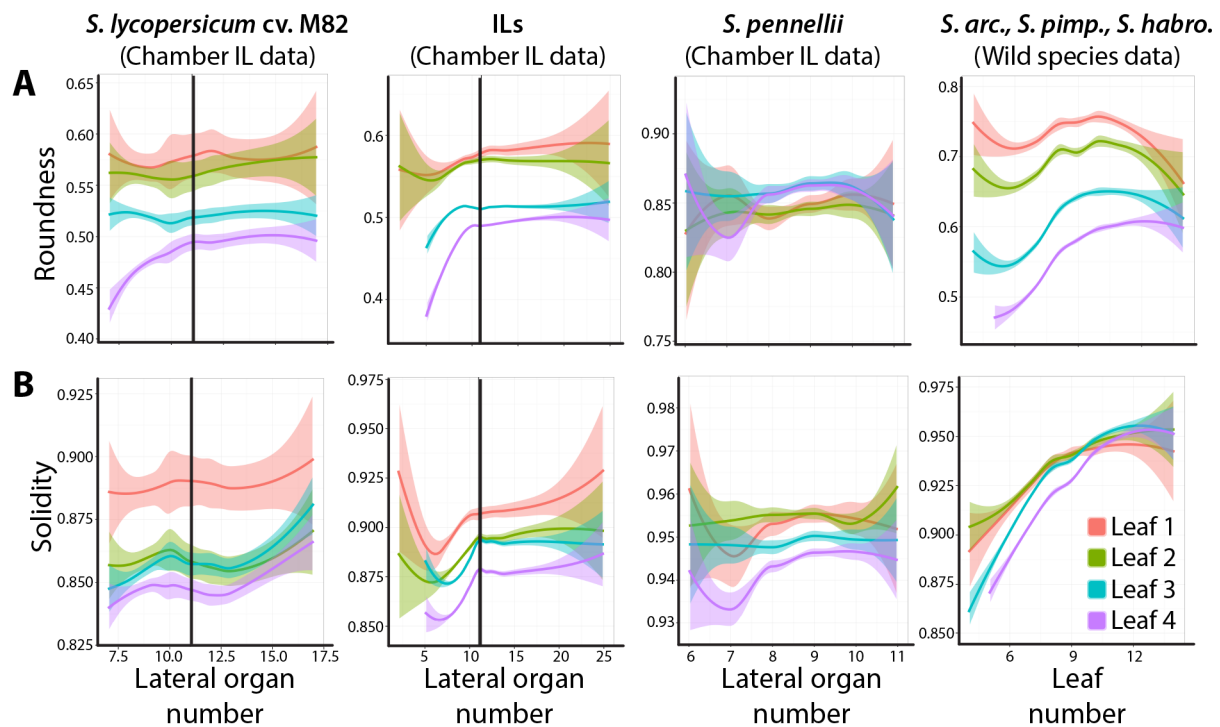 S. lycopersicum cv. M82
(Chamber IL data)
ILs
(Chamber IL data)
S. pennellii
(Chamber IL data)
S. arc., S. pimp., S. habro.
(Wild species data)
A
Roundness
0.65
0.60
0.55
0.50
0.45
0.40
0.6
0.5
0.4
0.90
0.85
0.80
0.75
0.8
0.7
0.6
0.5
B
Solidity
0.925
0.900
0.875
0.850
0.825
0.975
0.950
0.925
0.900
0.875
0.850
0.98
0.97
0.96
0.95
0.94
0.93
0.975
0.950
0.925
0.900
0.875
0.850
Leaf 1
Leaf 2
Leaf 3
Leaf 4
7.5 10.0 12.5 15.0 17.5
5 10 15 20 25
6 7 8 9 10 11
6 9 12
Lateral organ
number
Lateral organ
number
Lateral organ
number
Leaf
number